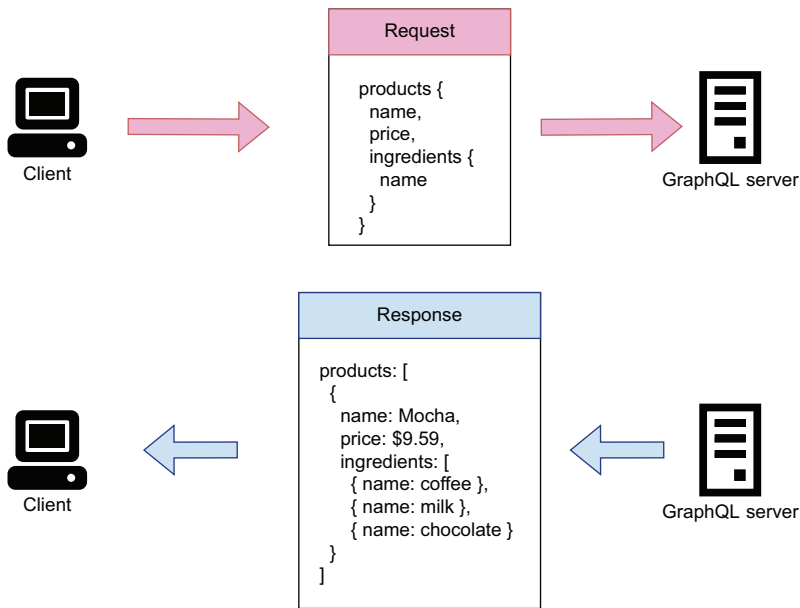 Request
products {
name,
price,
ingredients {
name
}
}
Client
GraphQL server
Response
products: [
{
name: Mocha,
price: $9.59,
ingredients: [
{ name: coffee },
{ name: milk },
{ name: chocolate }
}
]
Client
GraphQL server